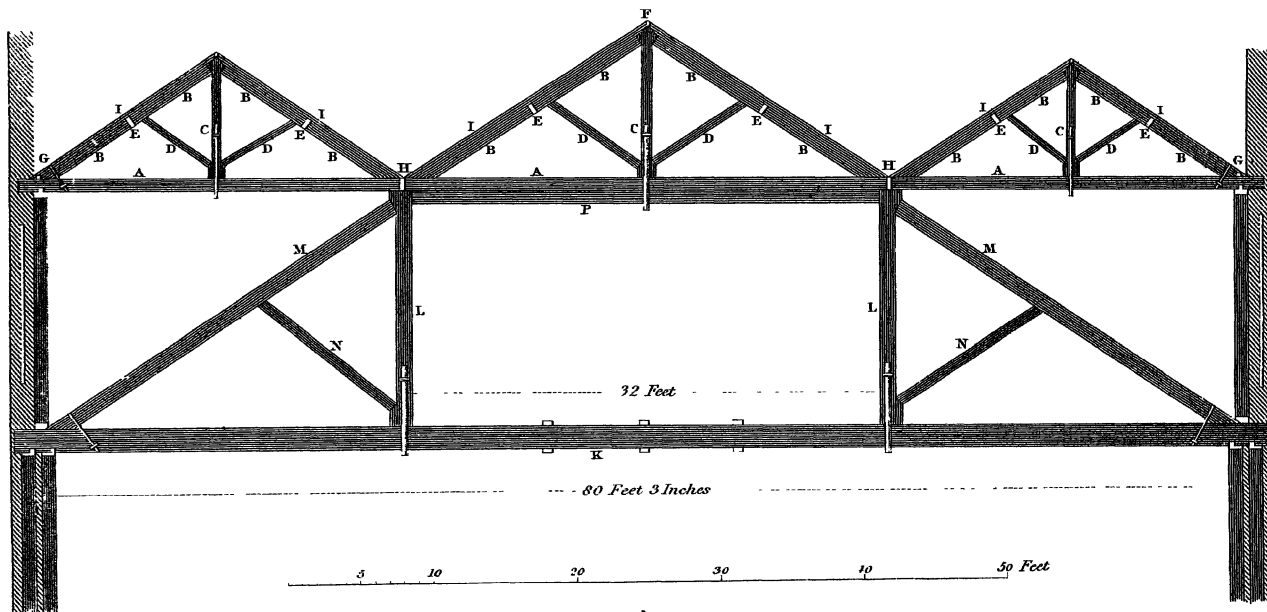 F
B B
B B I I B B
I I E E I I
E C E B D C D B E C E
G B D D B A D D B G
A H A H A
P
M M
L L
N N
32 Feet
K
80 Feet 3 Inches
5 10 20 30 40 50 Feet